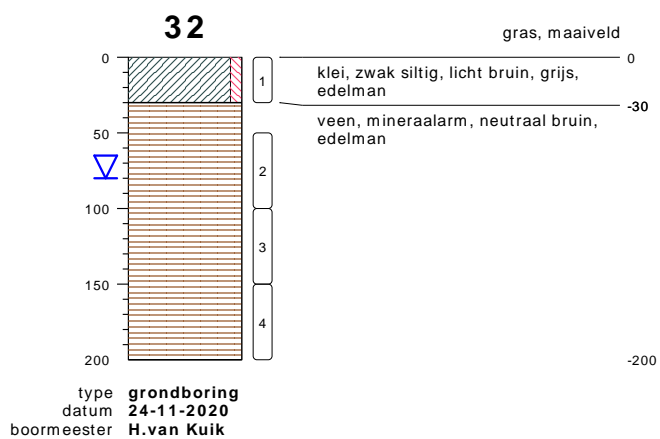 32
gras, maaiveld
0
0
klei, zwak siltig, licht bruin, grijs,
edelman
1
-30
veen, mineraalarm, neutraal bruin,
edelman
50
2
100
3
150
4
200
-200
type grondboring
datum 24-11-2020
boormeester H.van Kuik